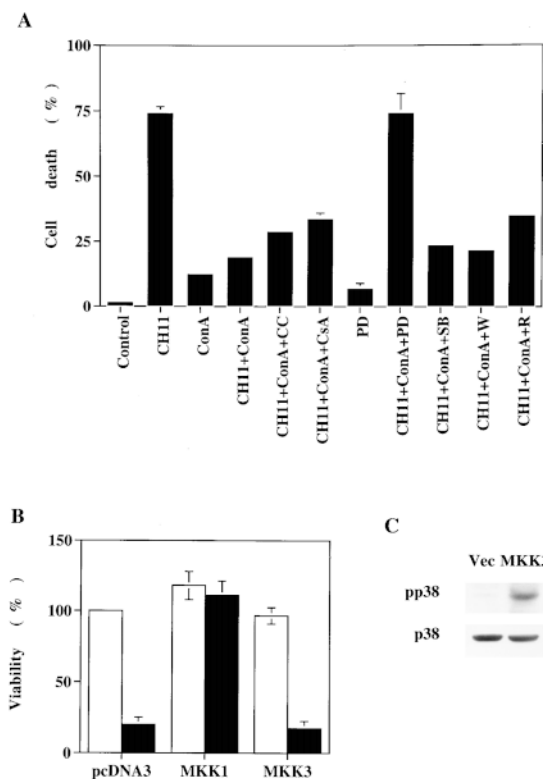 A
100
75
50
25
0
Cell death ( % )
Control
CH11
ConA
CH11+ConA
CH11+ConA+CC
CH11+ConA+CsA
PD
CH11+ConA+PD
CH11+ConA+SB
CH11+ConA+W
CH11+ConA+R
B
150
100
50
0
Viability ( % )
pcDNA3
MKK1
MKK3
C
Vec
pp38
p38